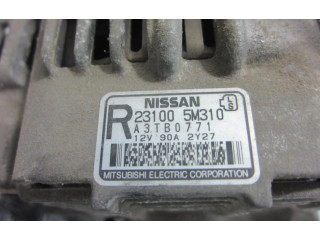 NISSAN
R 23100 5M310
A3TB0771
12V 90A 2Y27
MITSUBISHI ELECTRIC CORPORATION